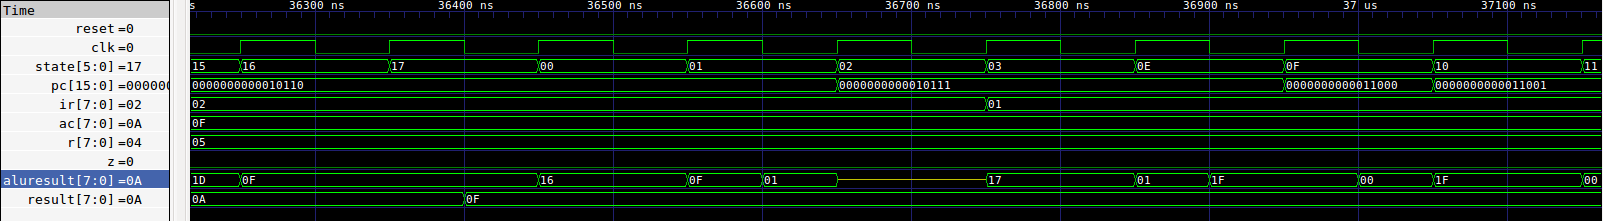 Time s 36300 ns 36400 ns 36500 ns 36600 ns 36700 ns 36800 ns 36900 ns 37 us 37100 ns
reset=0
clk=0
state[5:0]=17 15 16 17 00 01 02 03 0E 0F 10 11
pc[15:0]=000000 0000000000010110 0000000000010111 0000000000011000 0000000000011001
ir[7:0]=02 02 01
ac[7:0]=0A 0F
r[7:0]=04 05
z=0
aluresult[7:0]=0A 1D 0F 16 0F 01 17 01 1F 00 1F 00
result[7:0]=0A 0A 0F